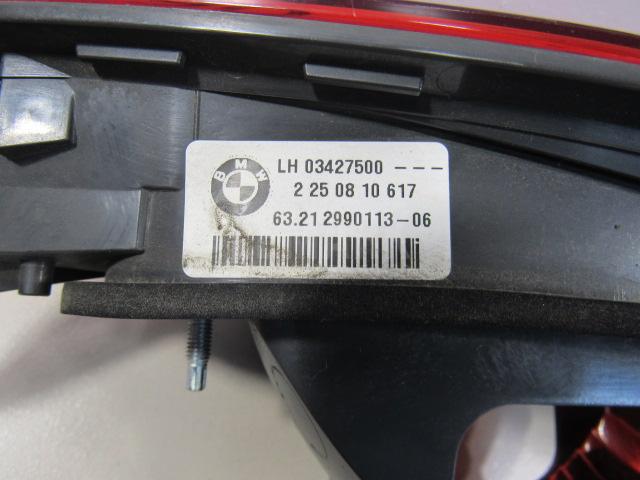 BMW
LH 03427500 ---
2 25 08 10 617
63.21 2990113-06